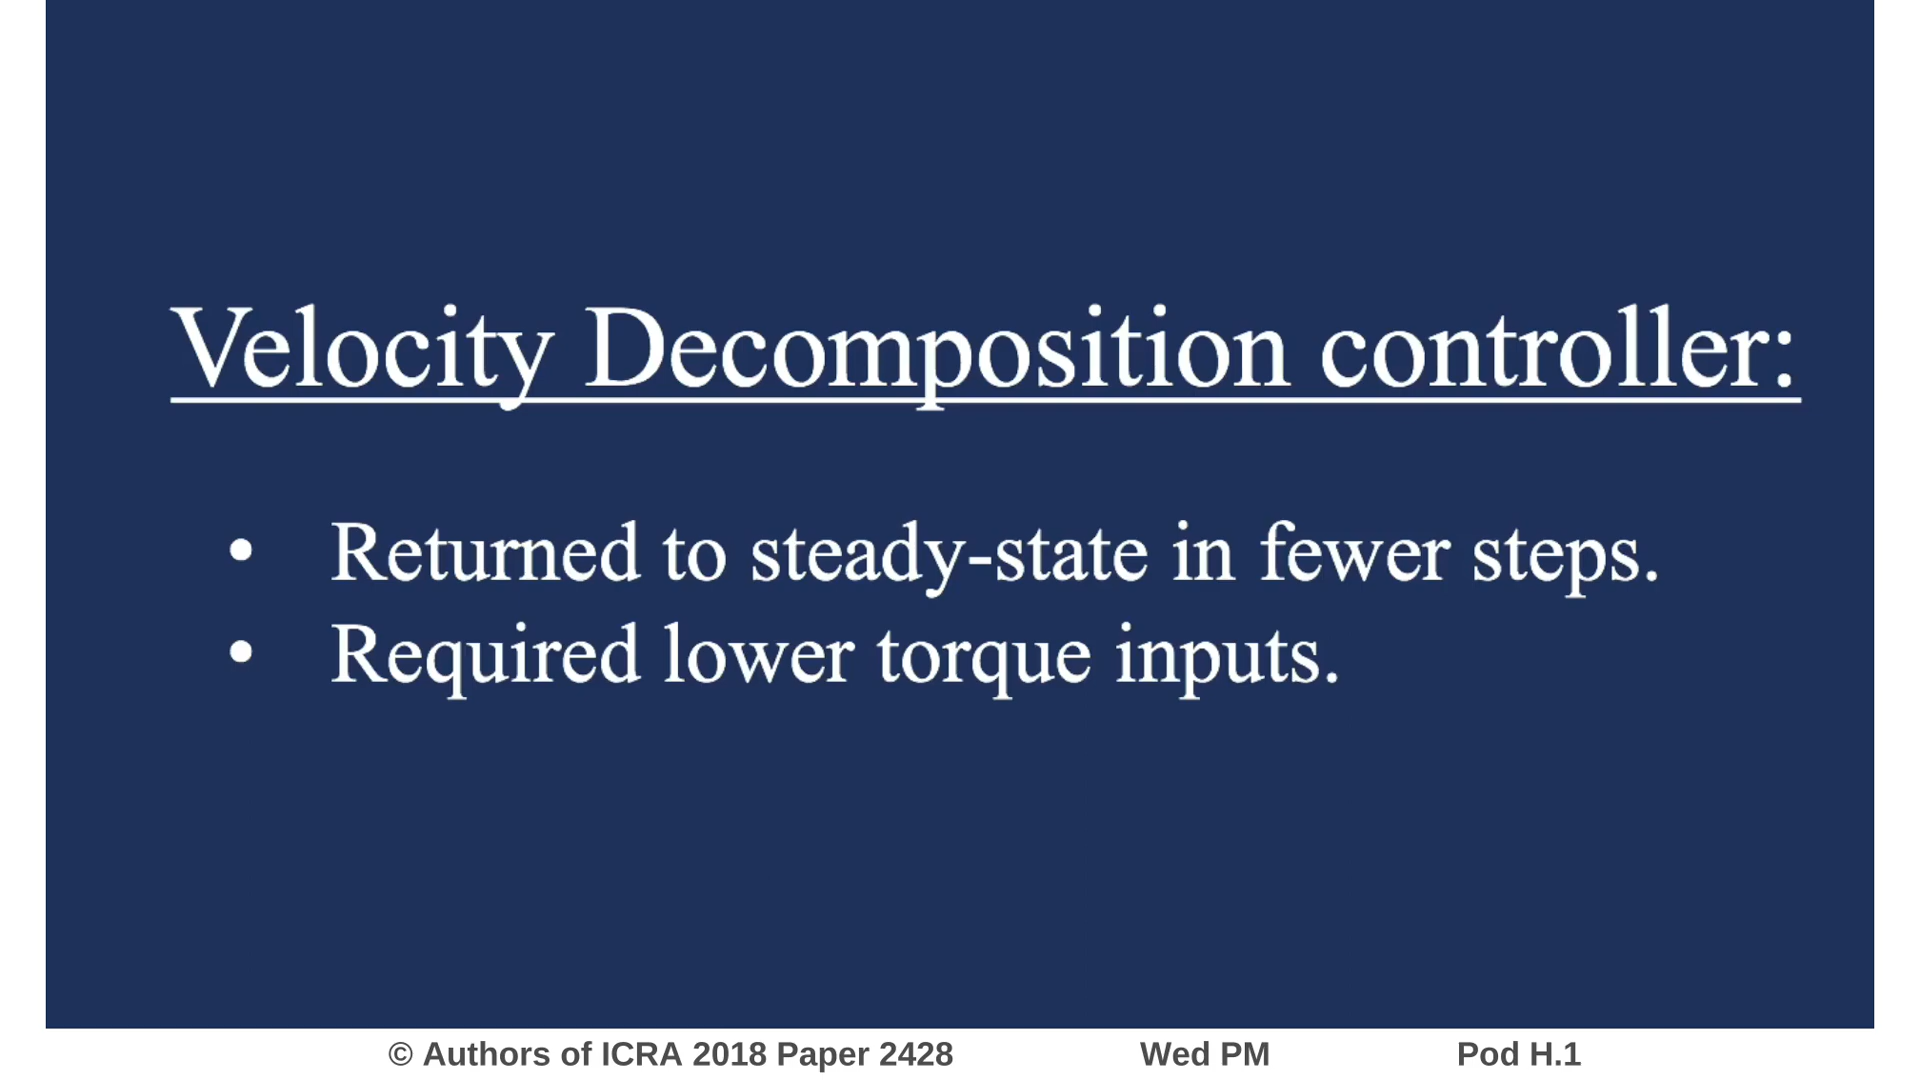 Velocity Decomposition controller:
• Returned to steady-state in fewer steps.
• Required lower torque inputs.
© Authors of ICRA 2018 Paper 2428 Wed PM Pod H.1